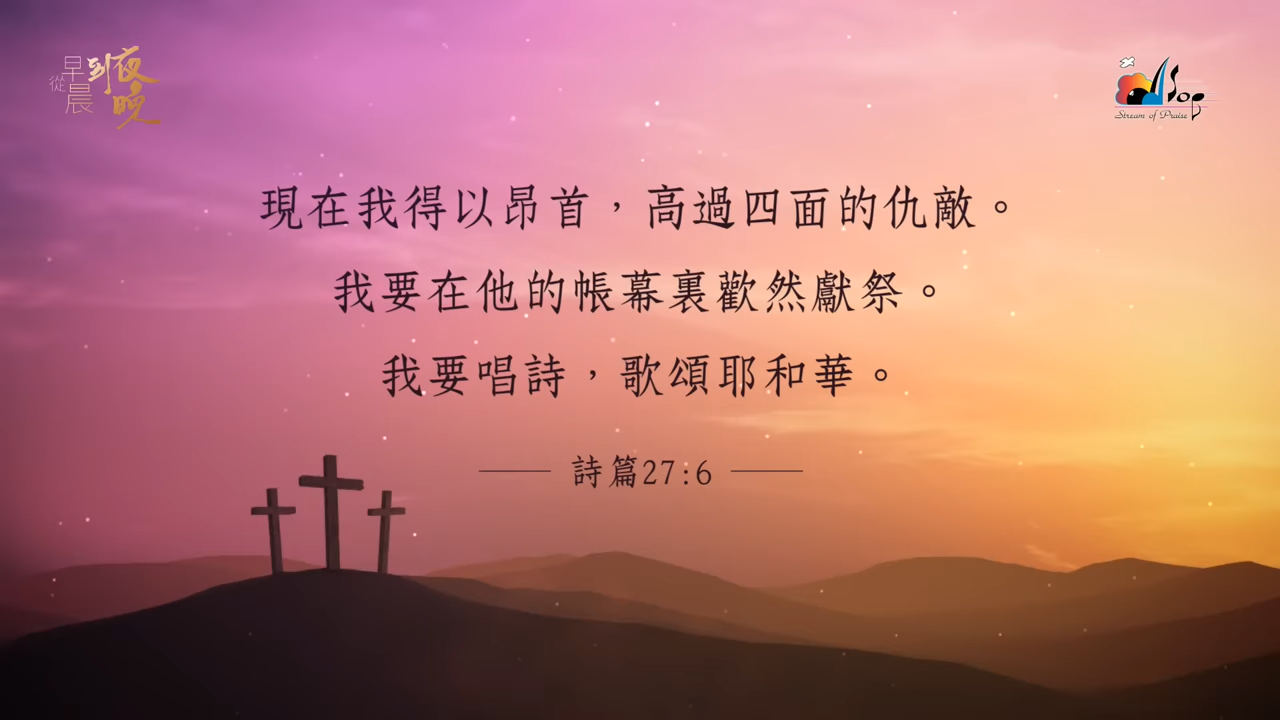 從早晨到夜晚
SOP
Stream of Praise
現在我得以昂首，高過四面的仇敵。
我要在他的帳幕裏歡然獻祭。
我要唱詩，歌頌耶和華。
詩篇27:6